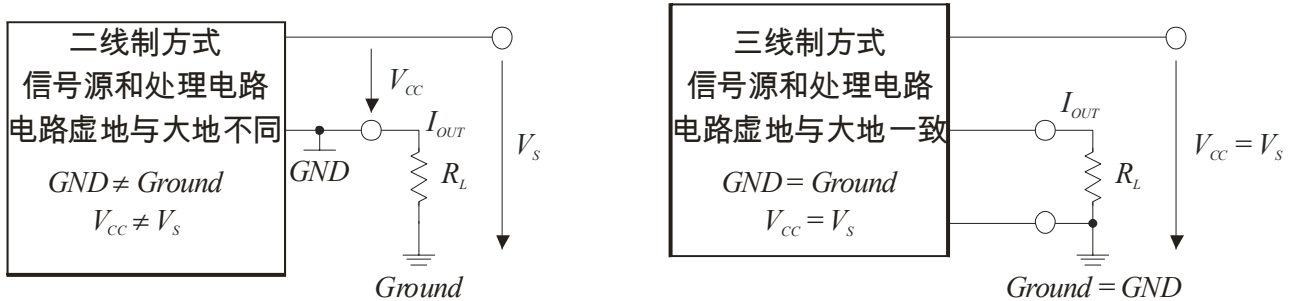 二线制方式
信号源和处理电路
电路虚地与大地不同
GND ≠ Ground
V_CC ≠ V_S
V_CC
I_OUT
GND
R_L
V_S
Ground
三线制方式
信号源和处理电路
电路虚地与大地一致
GND = Ground
V_CC = V_S
I_OUT
R_L
V_CC = V_S
Ground = GND